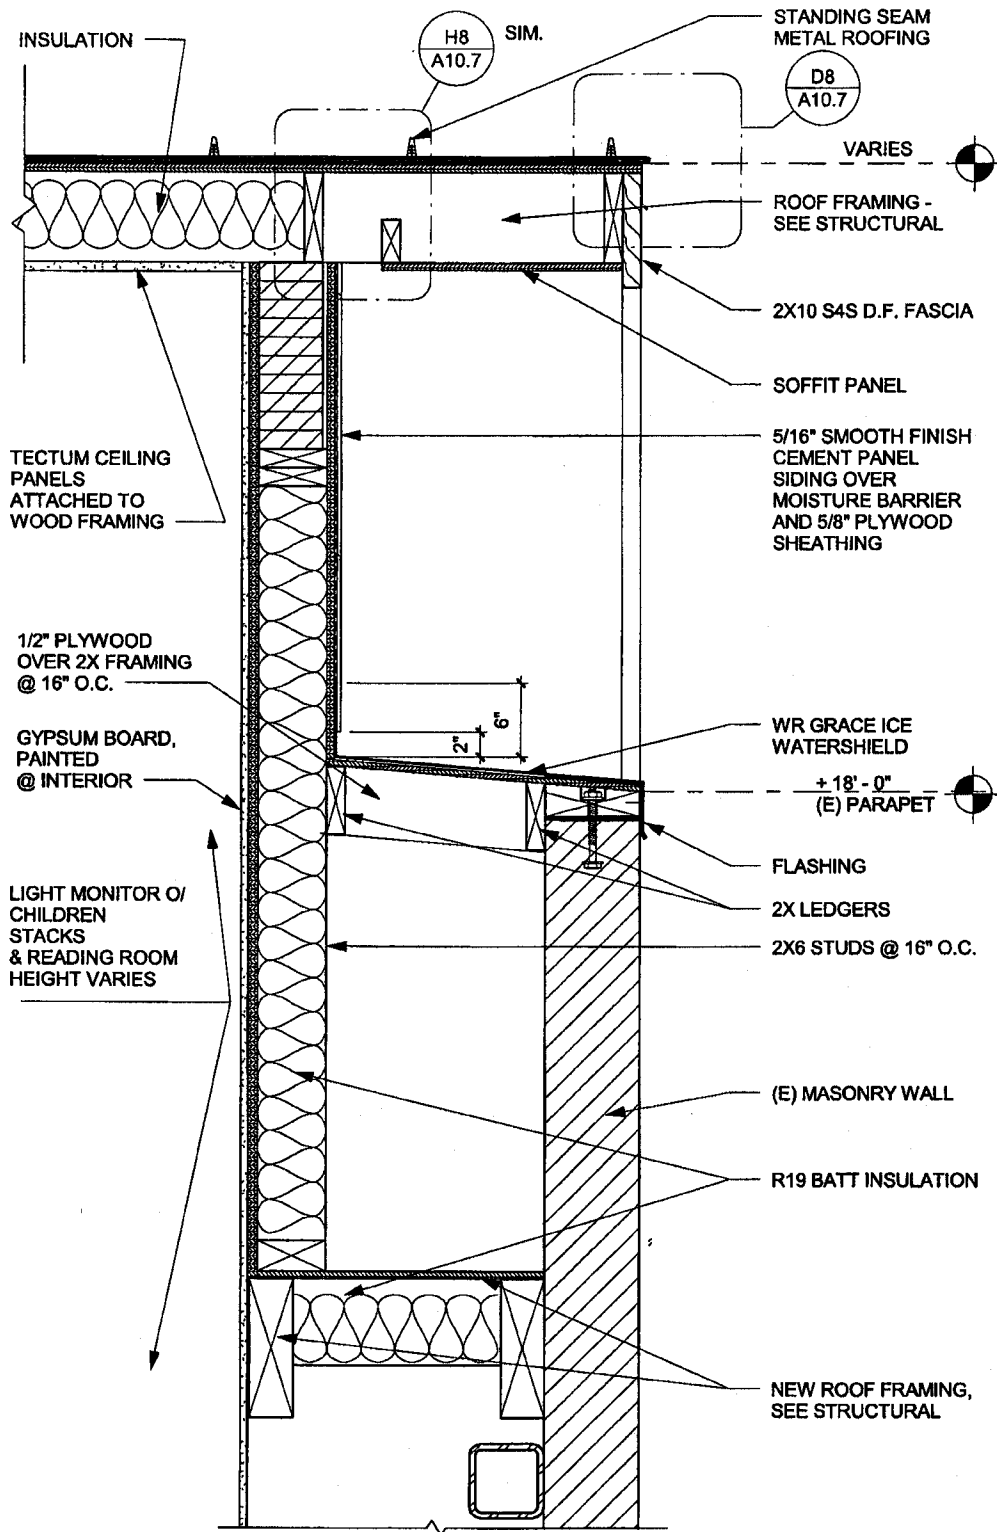 INSULATION
H8
A10.7
SIM.
STANDING SEAM
METAL ROOFING
D8
A10.7
VARIES
ROOF FRAMING -
SEE STRUCTURAL
2X10 S4S D.F. FASCIA
SOFFIT PANEL
5/16" SMOOTH FINISH
CEMENT PANEL
SIDING OVER
MOISTURE BARRIER
AND 5/8" PLYWOOD
SHEATHING
TECTUM CEILING
PANELS
ATTACHED TO
WOOD FRAMING
1/2" PLYWOOD
OVER 2X FRAMING
@ 16" O.C.
6"
2"
GYPSUM BOARD,
PAINTED
@ INTERIOR
WR GRACE ICE
WATERSHIELD
+ 18' - 0"
(E) PARAPET
FLASHING
LIGHT MONITOR O/
CHILDREN
STACKS
& READING ROOM
HEIGHT VARIES
2X LEDGERS
2X6 STUDS @ 16" O.C.
(E) MASONRY WALL
R19 BATT INSULATION
NEW ROOF FRAMING,
SEE STRUCTURAL